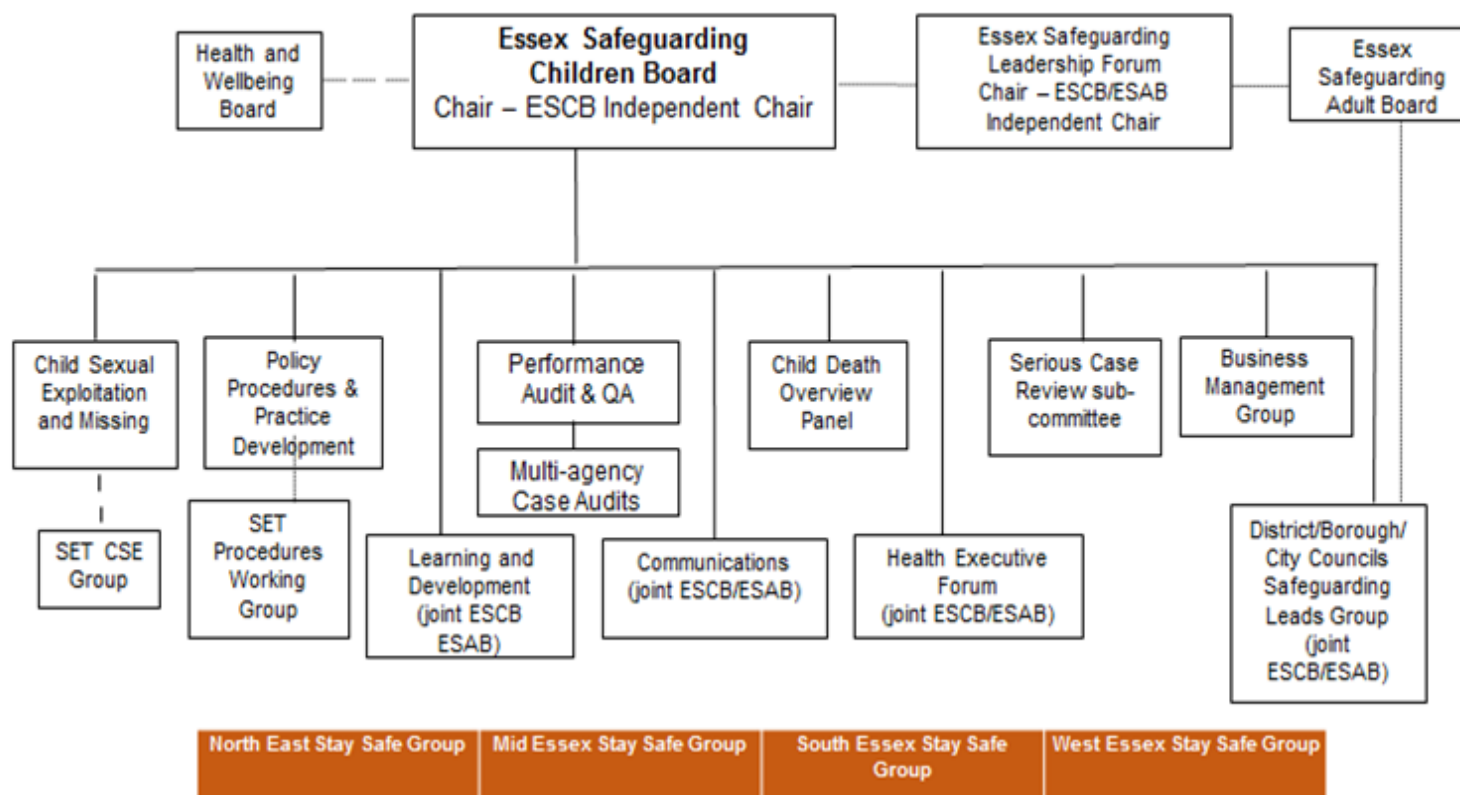 Health and
Wellbeing
Board
Essex Safeguarding
Children Board
Chair – ESCB Independent Chair
Essex Safeguarding
Leadership Forum
Chair – ESCB/ESAB
Independent Chair
Essex
Safeguarding
Adult Board
Child Sexual
Exploitation
and Missing
Policy
Procedures &
Practice
Development
Performance
Audit & QA
Child Death
Overview
Panel
Serious Case
Review sub-
committee
Business
Management
Group
Multi-agency
Case Audits
SET CSE
Group
SET
Procedures
Working
Group
Learning and
Development
(joint ESCB
ESAB)
Communications
(joint ESCB/ESAB)
Health Executive
Forum
(joint ESCB/ESAB)
District/Borough/
City Councils
Safeguarding
Leads Group
(joint
ESCB/ESAB)
North East Stay Safe Group
Mid Essex Stay Safe Group
South Essex Stay Safe
Group
West Essex Stay Safe Group